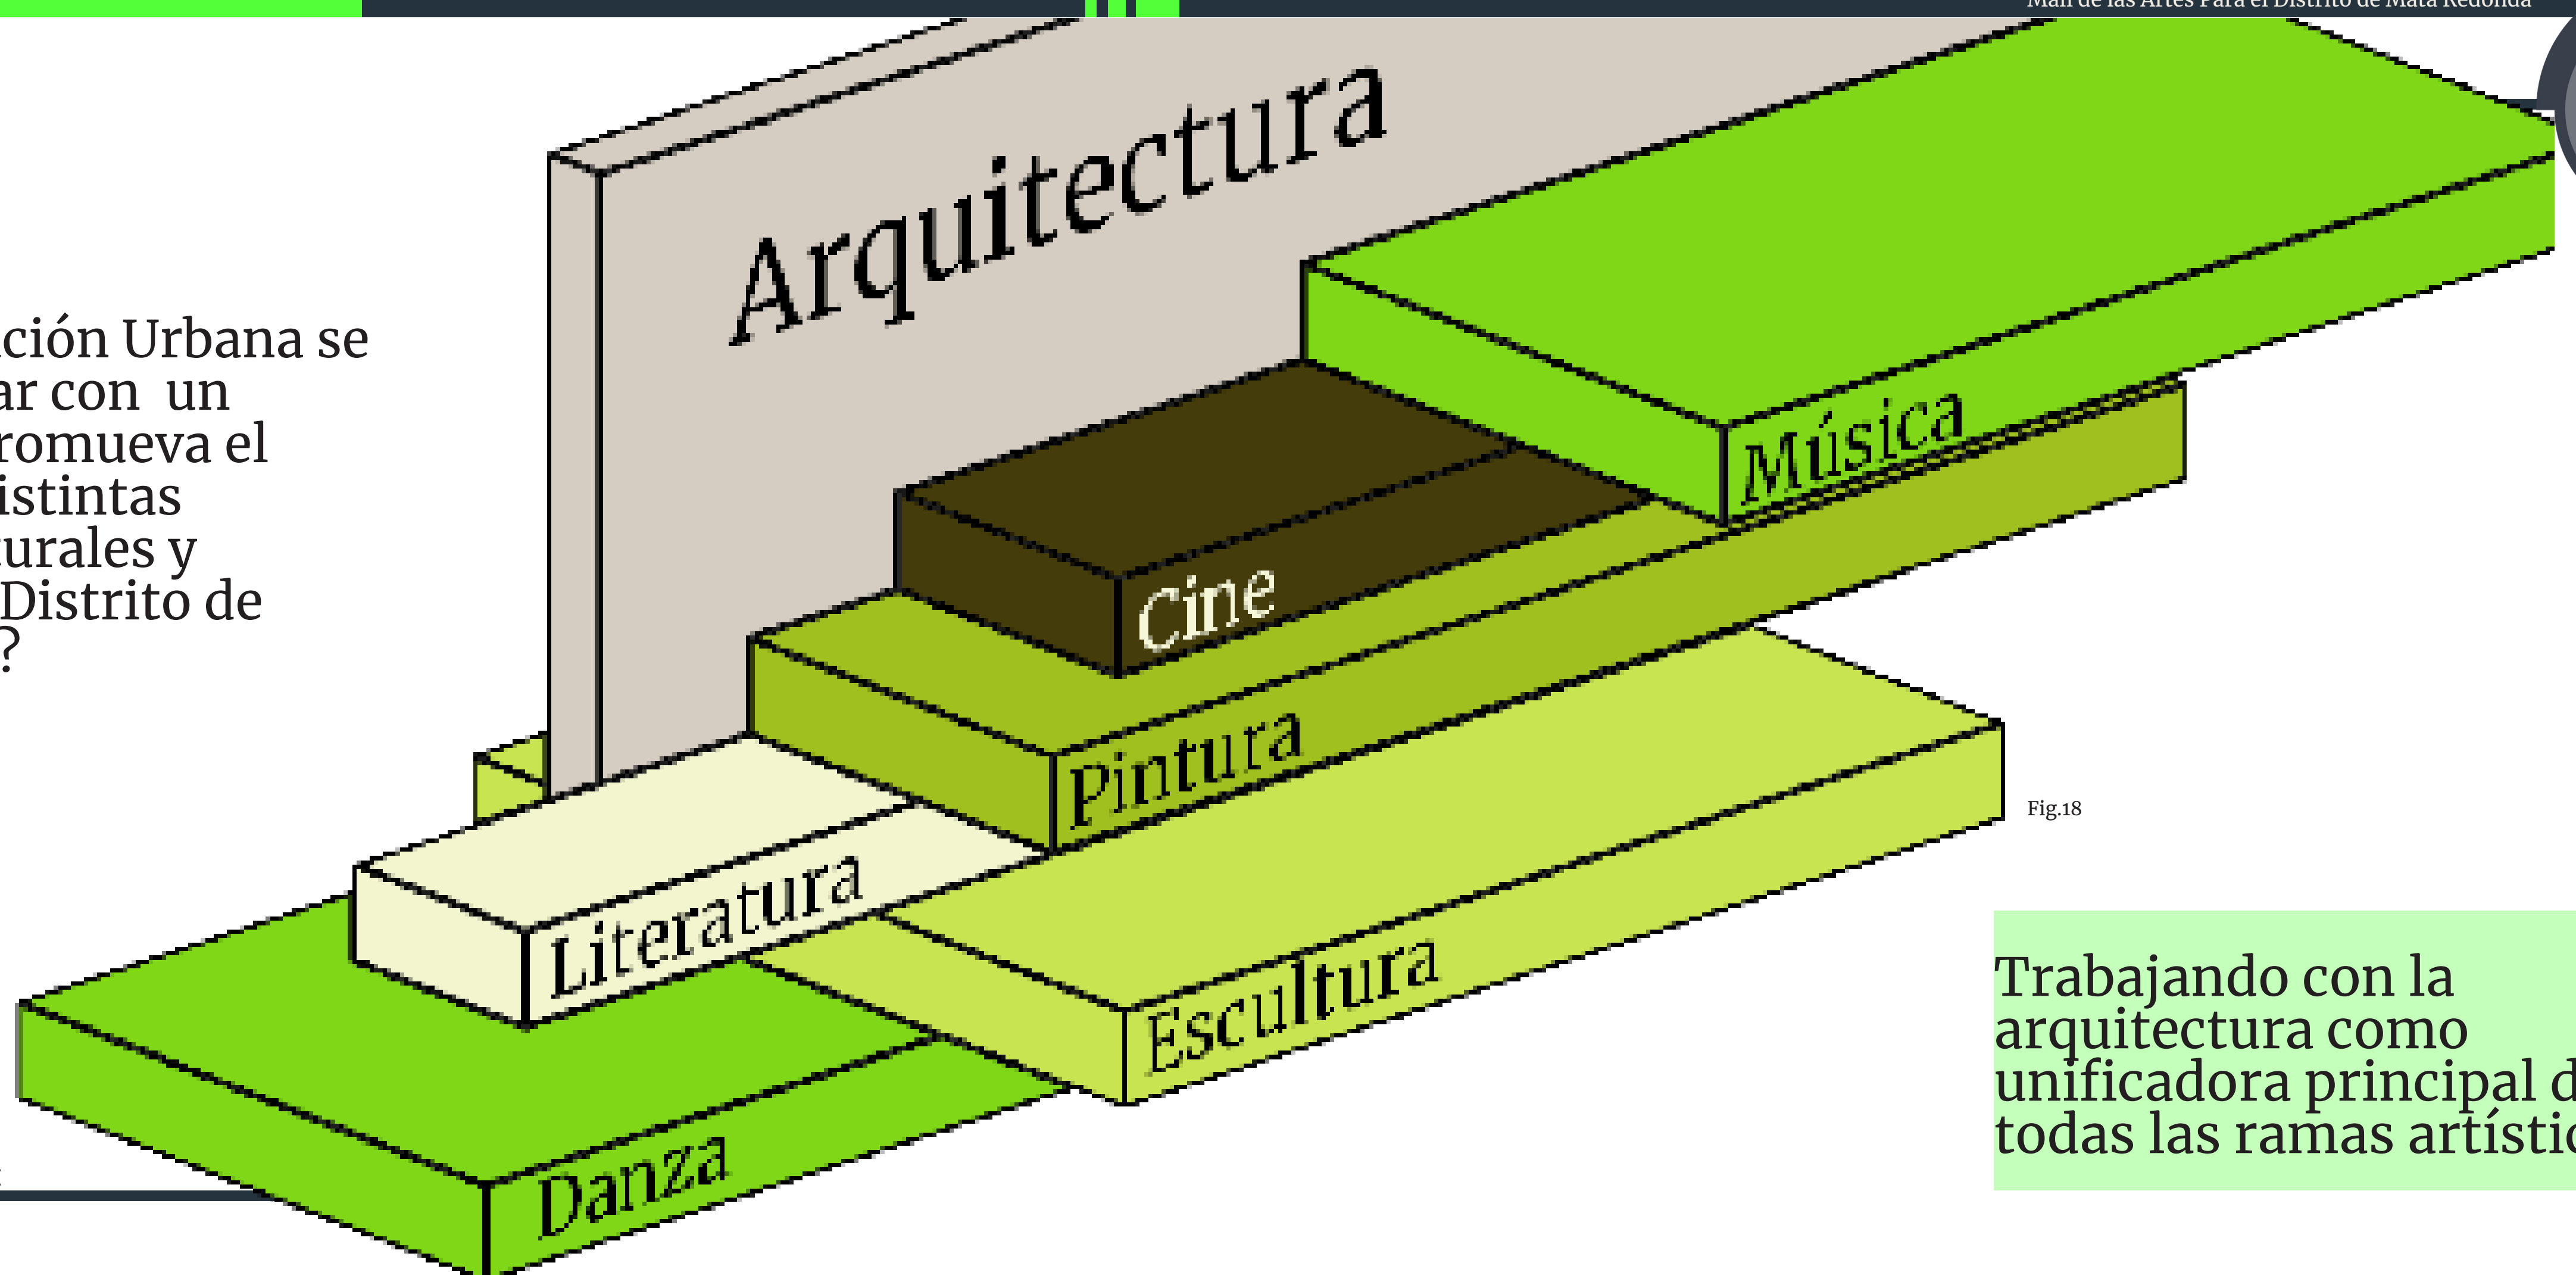 Mall de las Artes Para el Distrito de Mata Redonda
ción Urbana se
ar con un
romueva el
istintas
turales y
Distrito de
?
Arquitectura
Música
Cine
Pintura
Literatura
Escultura
Danza
Fig.18
Trabajando con la
arquitectura como
unificadora principal d
todas las ramas artístic